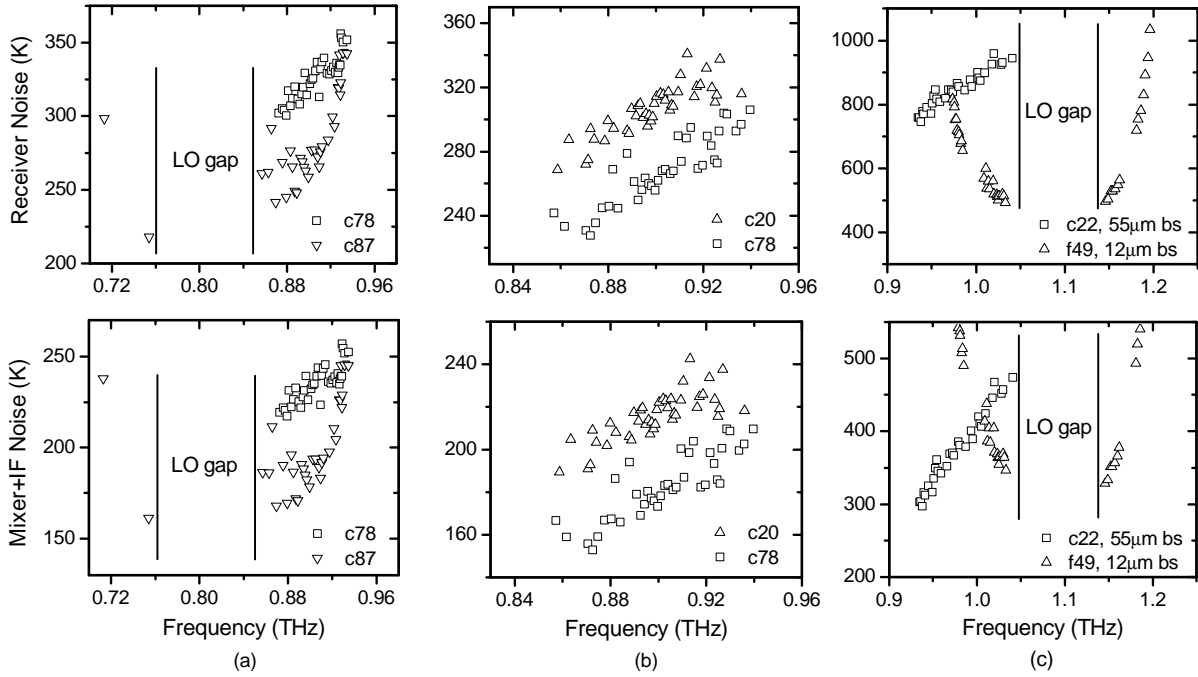 Receiver Noise (K)
350
300
250
200
0.72
0.80
0.88
0.96
LO gap
c78
c87
360
320
280
240
0.84
0.88
0.92
0.96
c20
c78
1000
800
600
400
0.9
1.0
1.1
1.2
LO gap
c22, 55μm bs
f49, 12μm bs
Mixer+IF Noise (K)
250
200
150
0.72
0.80
0.88
0.96
LO gap
c78
c87
Frequency (THz)
(a)
240
200
160
0.84
0.88
0.92
0.96
c20
c78
Frequency (THz)
(b)
500
400
300
200
0.9
1.0
1.1
1.2
LO gap
c22, 55μm bs
f49, 12μm bs
Frequency (THz)
(c)